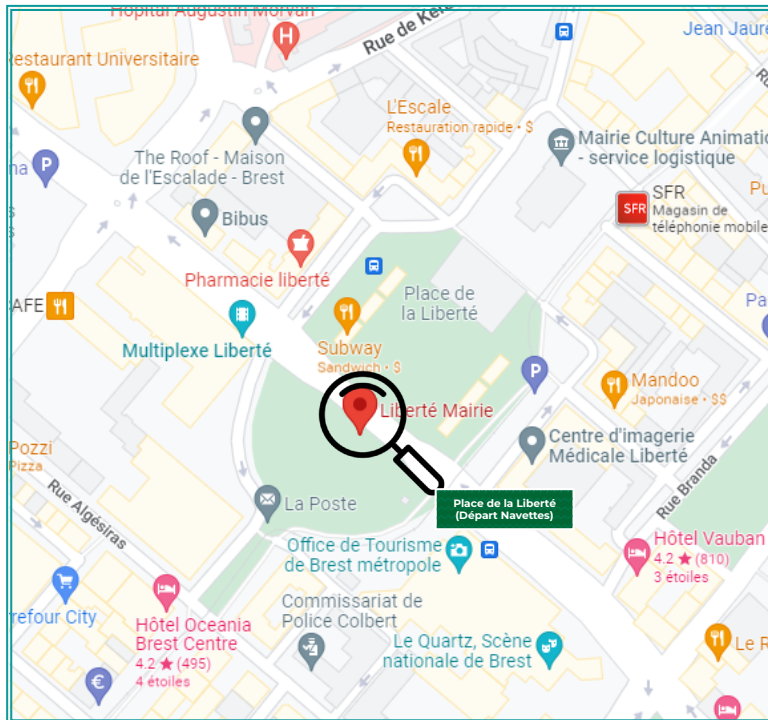 Hôpital Augustin Morvan
Rue de Ker
Jean Jaure
Restaurant Universitaire
L'Escale
Restauration rapide • $
The Roof - Maison
de l'Escalade - Brest
Mairie Culture Animatio
- service logistique
na
P
H
SFR
SFR
Magasin de
téléphonie mobile
Pu
Bibus
Pharmacie liberté
Place de
la Liberté
Pa
AFE
Multiplexe Liberté
Subway
Sandwich • $
P
Mandoo
Japonaise • $$
Liberté Mairie
Centre d'imagerie
Médicale Liberté
Pozzi
Pizza
Rue Algésiras
La Poste
Place de la Liberté
(Départ Navettes)
Rue Branda
Office de Tourisme
de Brest métropole
Hôtel Vauban
4.2 ★ (810)
3 étoiles
refour City
Hôtel Oceania
Brest Centre
4.2 ★ (495)
4 étoiles
Commissariat de
Police Colbert
Le Quartz, Scène
nationale de Brest
Le R
€